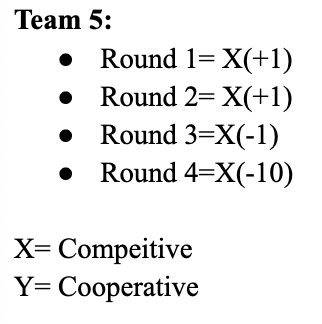 Team 5:
● Round 1= X(+1)
● Round 2= X(+1)
● Round 3=X(-1)
● Round 4=X(-10)
X= Compeitive
Y= Cooperative